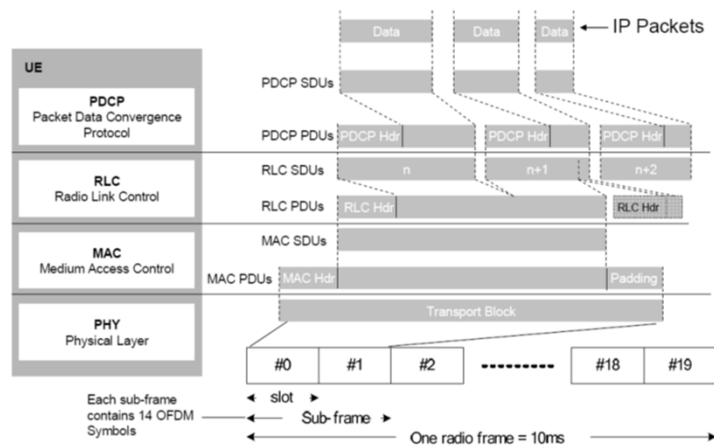 Data
Data
Data
IP Packets
UE
PDCP SDUs
PDCP
Packet Data Convergence
Protocol
PDCP PDUs
PDCP Hdr
PDCP Hdr
PDCP Hdr
RLC SDUs
n
n+1
n+2
RLC
Radio Link Control
RLC PDUs
RLC Hdr
RLC Hdr
MAC SDUs
MAC
Medium Access Control
MAC PDUs
MAC Hdr
Padding
Transport Block
PHY
Physical Layer
#0
#1
#2
#18
#19
Each sub-frame
contains 14 OFDM
Symbols
slot
Sub-frame
One radio frame = 10ms